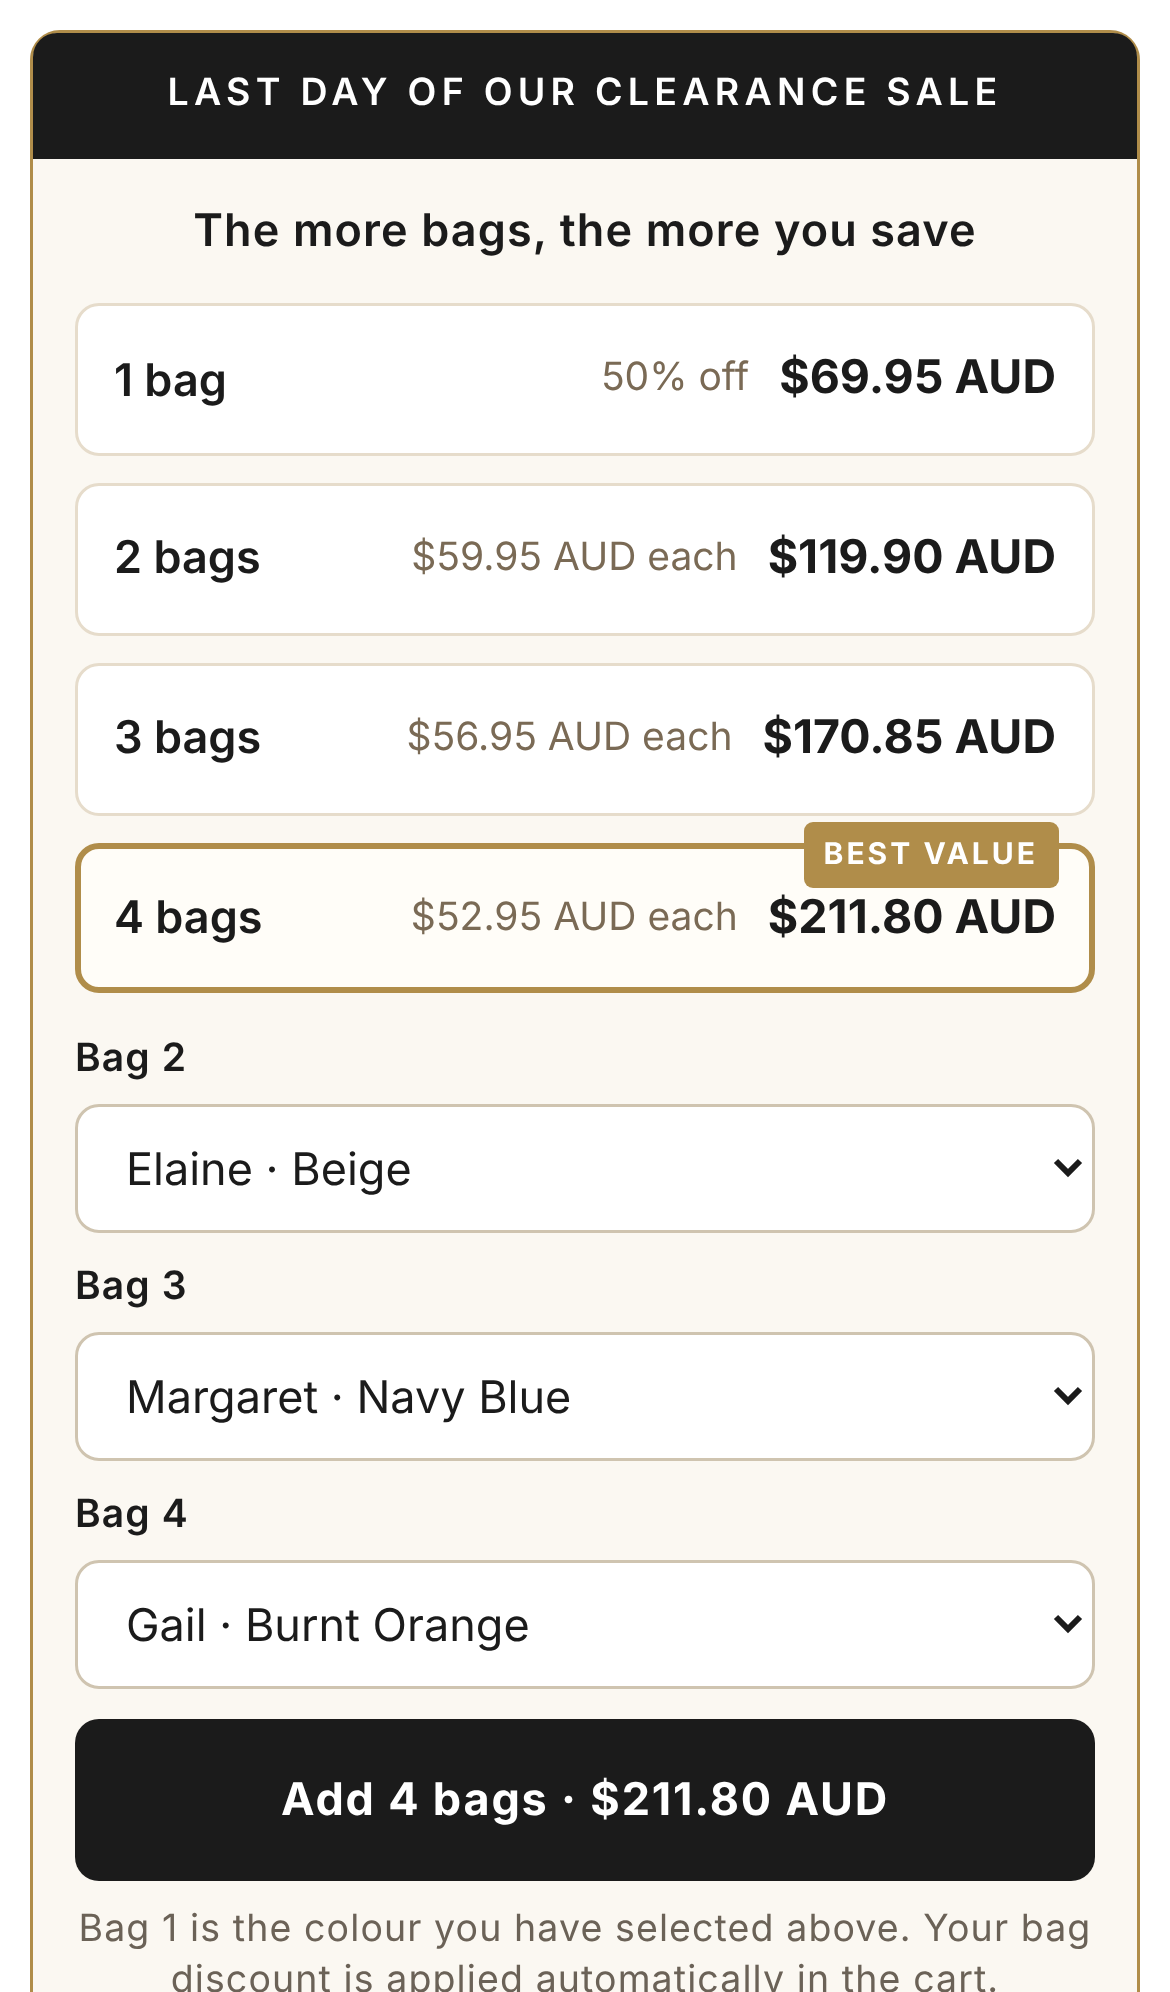 LAST DAY OF OUR CLEARANCE SALE
The more bags, the more you save
1 bag 50% off $69.95 AUD
2 bags $59.95 AUD each $119.90 AUD
3 bags $56.95 AUD each $170.85 AUD
BEST VALUE
4 bags $52.95 AUD each $211.80 AUD
Bag 2
Elaine · Beige
Bag 3
Margaret · Navy Blue
Bag 4
Gail · Burnt Orange
Add 4 bags · $211.80 AUD
Bag 1 is the colour you have selected above. Your bag
discount is applied automatically in the cart.